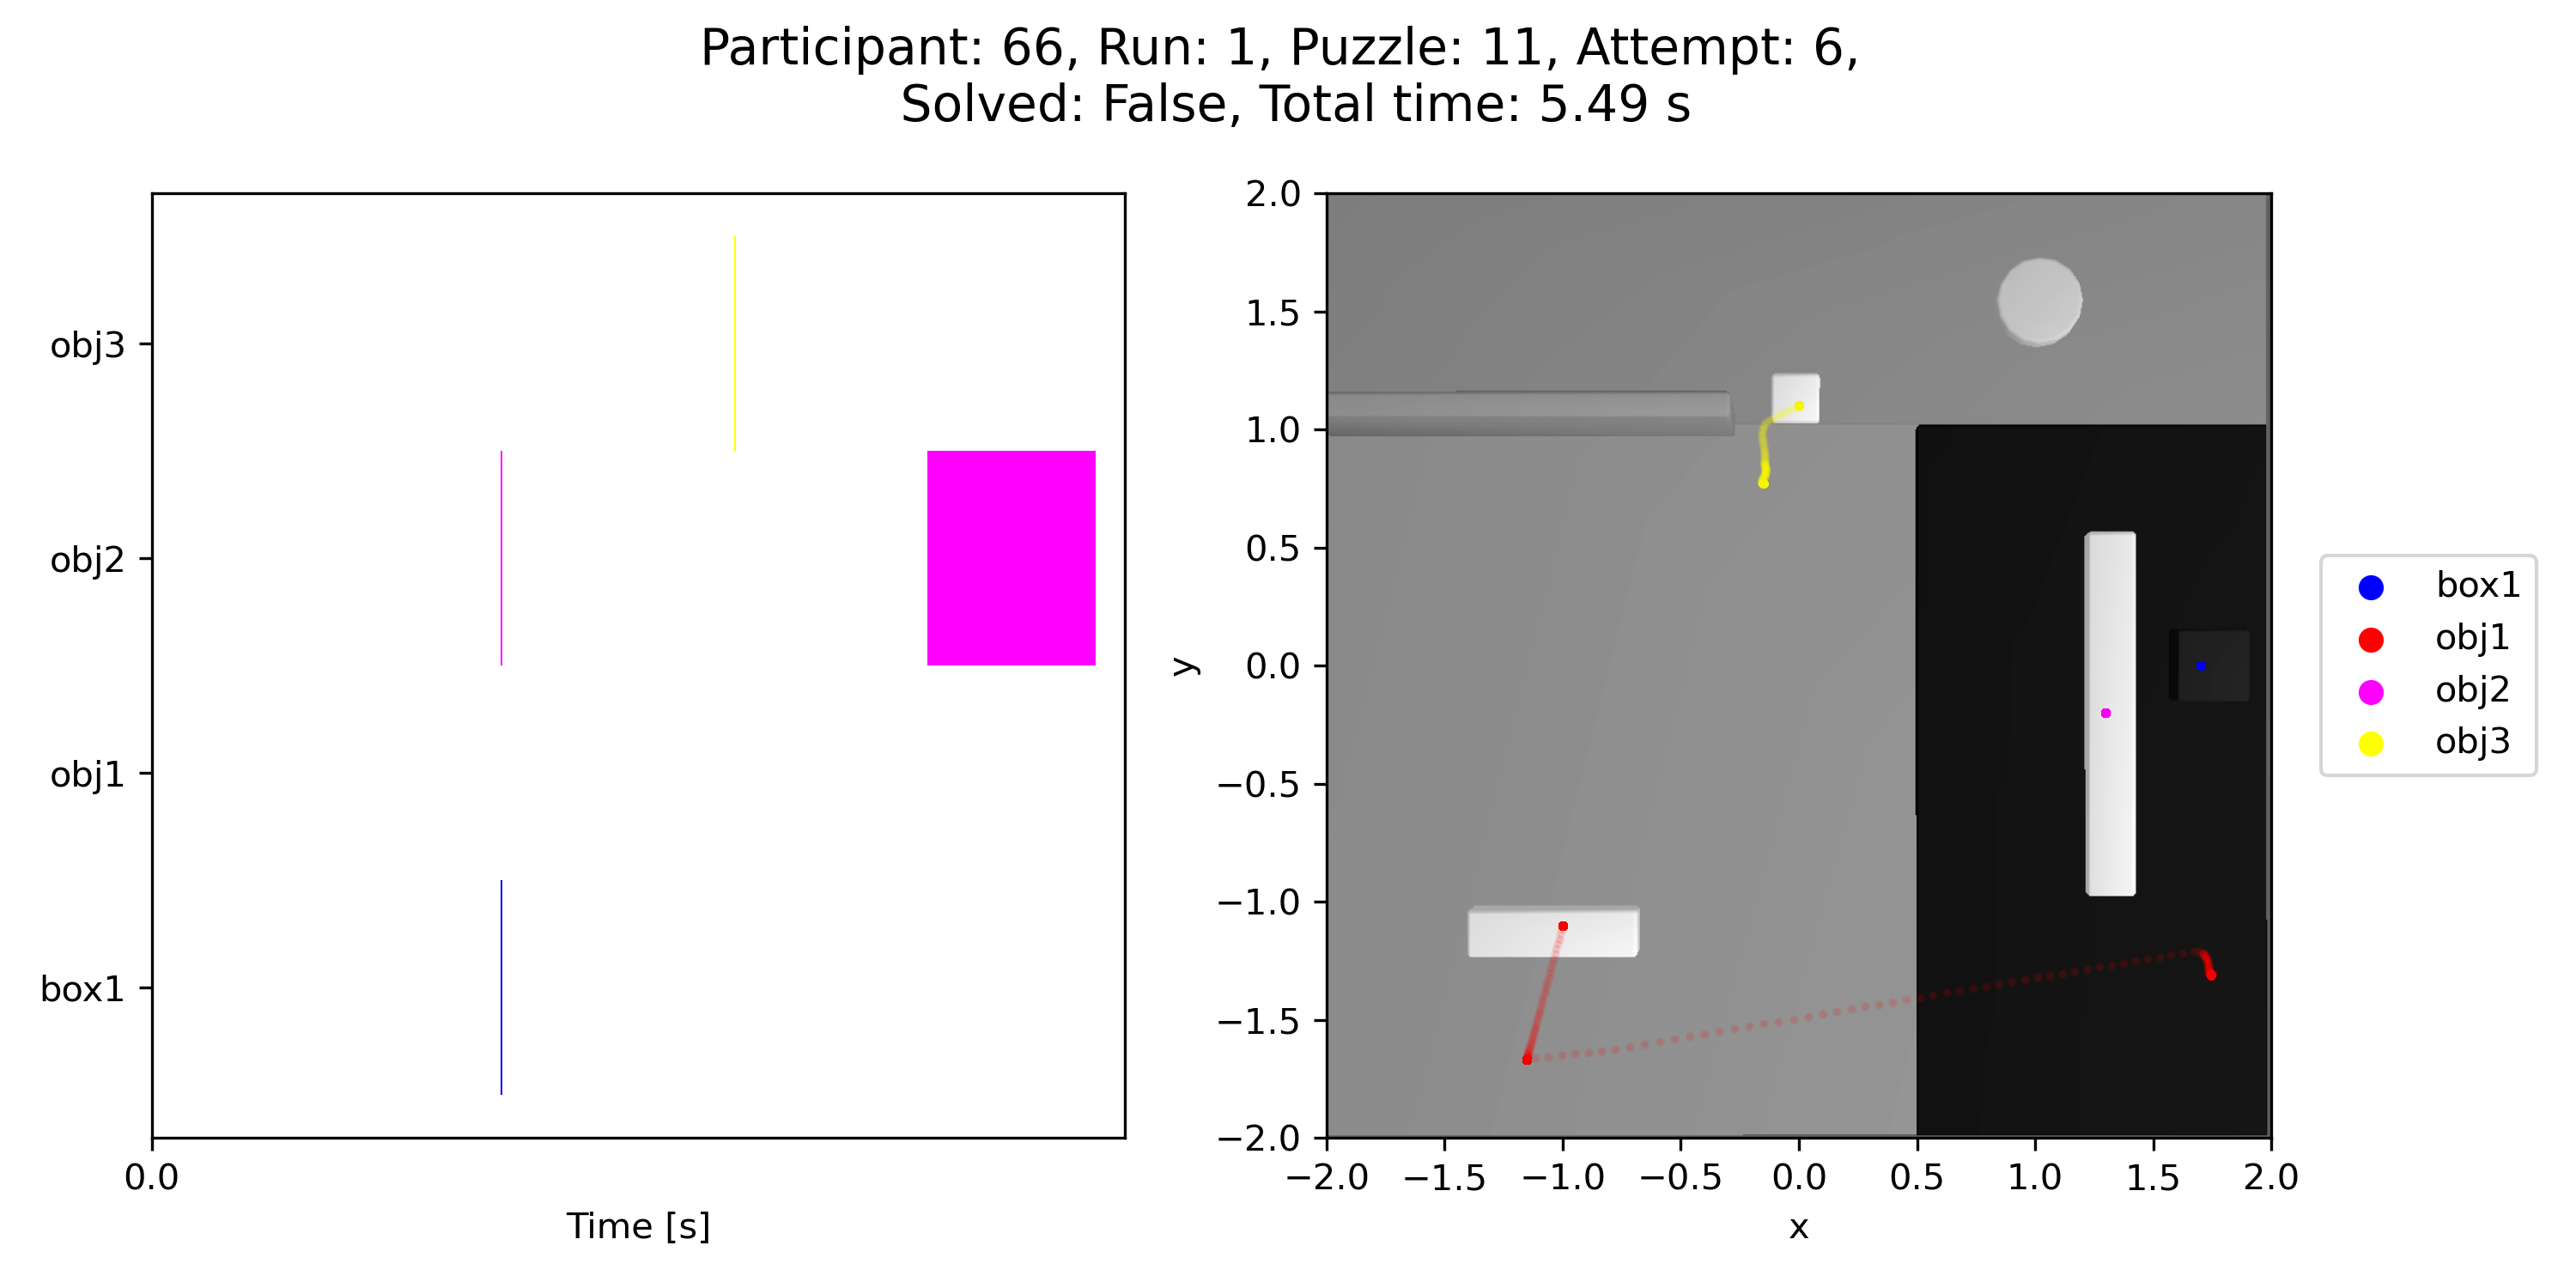 Participant: 66, Run: 1, Puzzle: 11, Attempt: 6,
Solved: False, Total time: 5.49 s
obj3
obj2
obj1
box1
0.0
Time [s]
2.0
1.5
1.0
0.5
0.0
−0.5
−1.0
−1.5
−2.0
y
−2.0 −1.5 −1.0 −0.5 0.0 0.5 1.0 1.5 2.0
x
box1
obj1
obj2
obj3